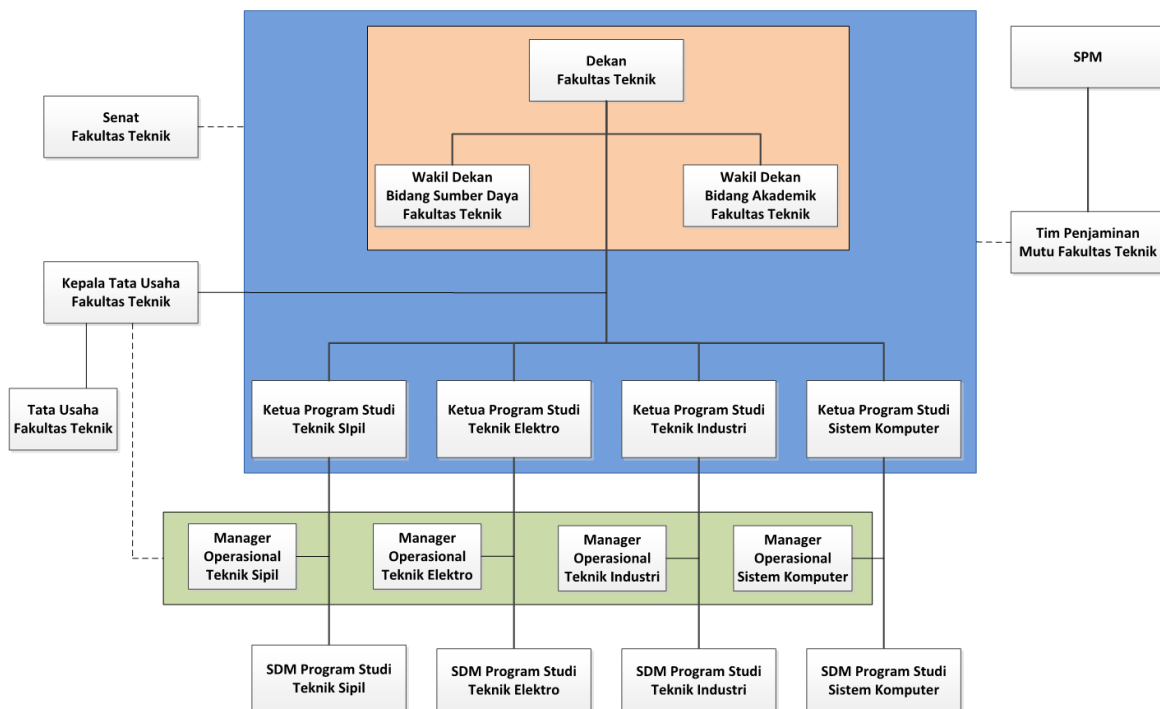 Dekan
Fakultas Teknik
SPM
Senat
Fakultas Teknik
Wakil Dekan
Bidang Sumber Daya
Fakultas Teknik
Wakil Dekan
Bidang Akademik
Fakultas Teknik
Tim Penjaminan
Mutu Fakultas Teknik
Kepala Tata Usaha
Fakultas Teknik
Tata Usaha
Fakultas Teknik
Ketua Program Studi
Teknik SIpil
Ketua Program Studi
Teknik Elektro
Ketua Program Studi
Teknik Industri
Ketua Program Studi
Sistem Komputer
Manager
Operasional
Teknik Sipil
Manager
Operasional
Teknik Elektro
Manager
Operasional
Teknik Industri
Manager
Operasional
Sistem Komputer
SDM Program Studi
Teknik Sipil
SDM Program Studi
Teknik Elektro
SDM Program Studi
Teknik Industri
SDM Program Studi
Sistem Komputer